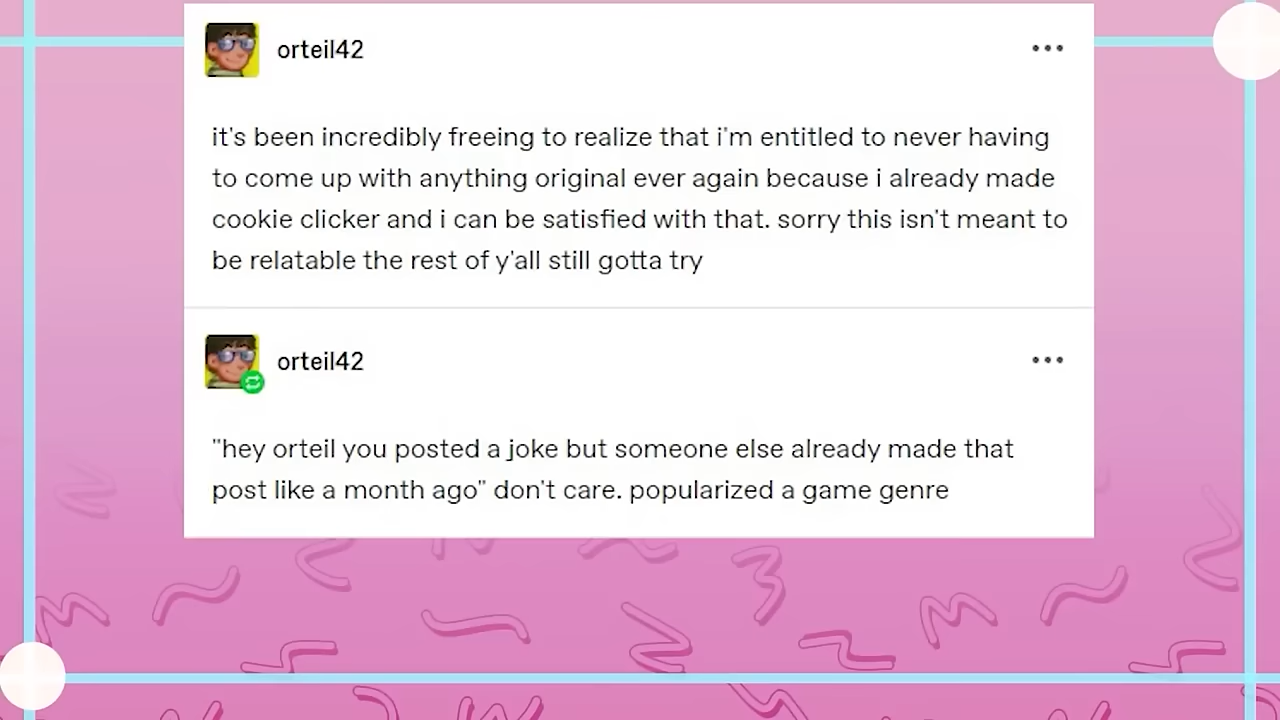 orteil42
it's been incredibly freeing to realize that i'm entitled to never having
to come up with anything original ever again because i already made
cookie clicker and i can be satisfied with that. sorry this isn't meant to
be relatable the rest of y'all still gotta try
orteil42
"hey orteil you posted a joke but someone else already made that
post like a month ago" don't care. popularized a game genre